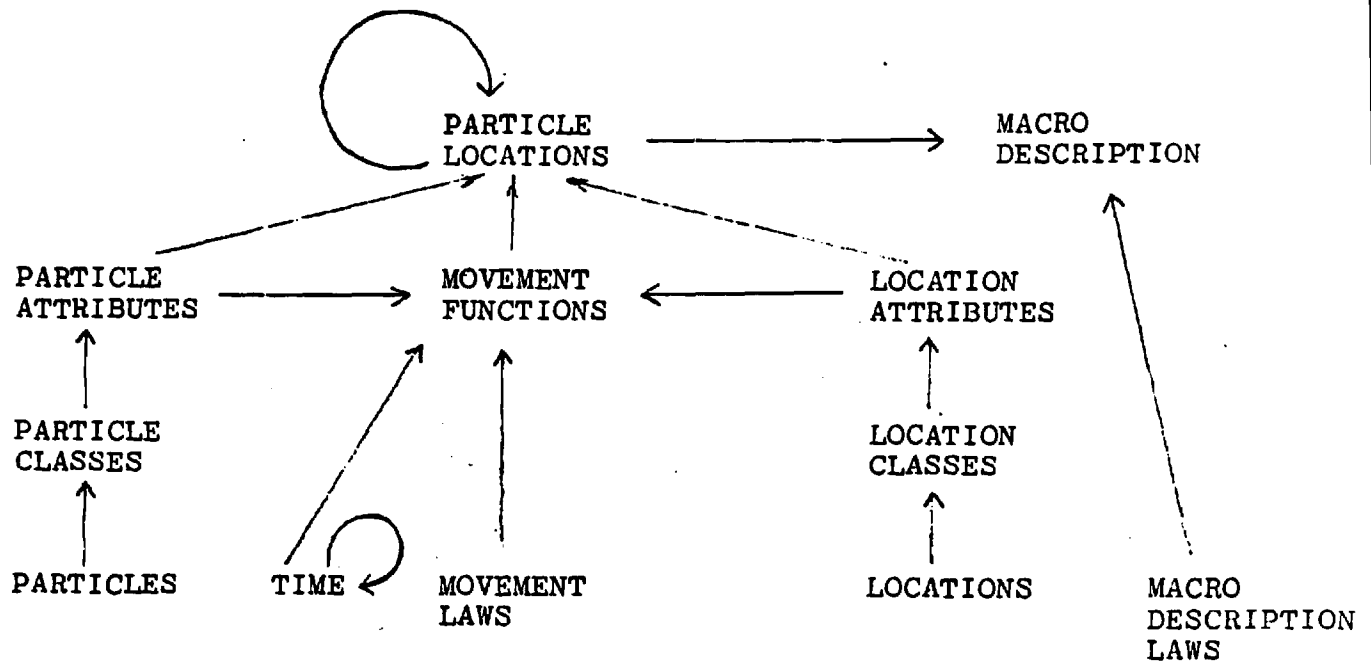 PARTICLE
LOCATIONS
MACRO
DESCRIPTION
PARTICLE
ATTRIBUTES
MOVEMENT
FUNCTIONS
LOCATION
ATTRIBUTES
PARTICLE
CLASSES
LOCATION
CLASSES
PARTICLES
TIME
MOVEMENT
LAWS
LOCATIONS
MACRO
DESCRIPTION
LAWS